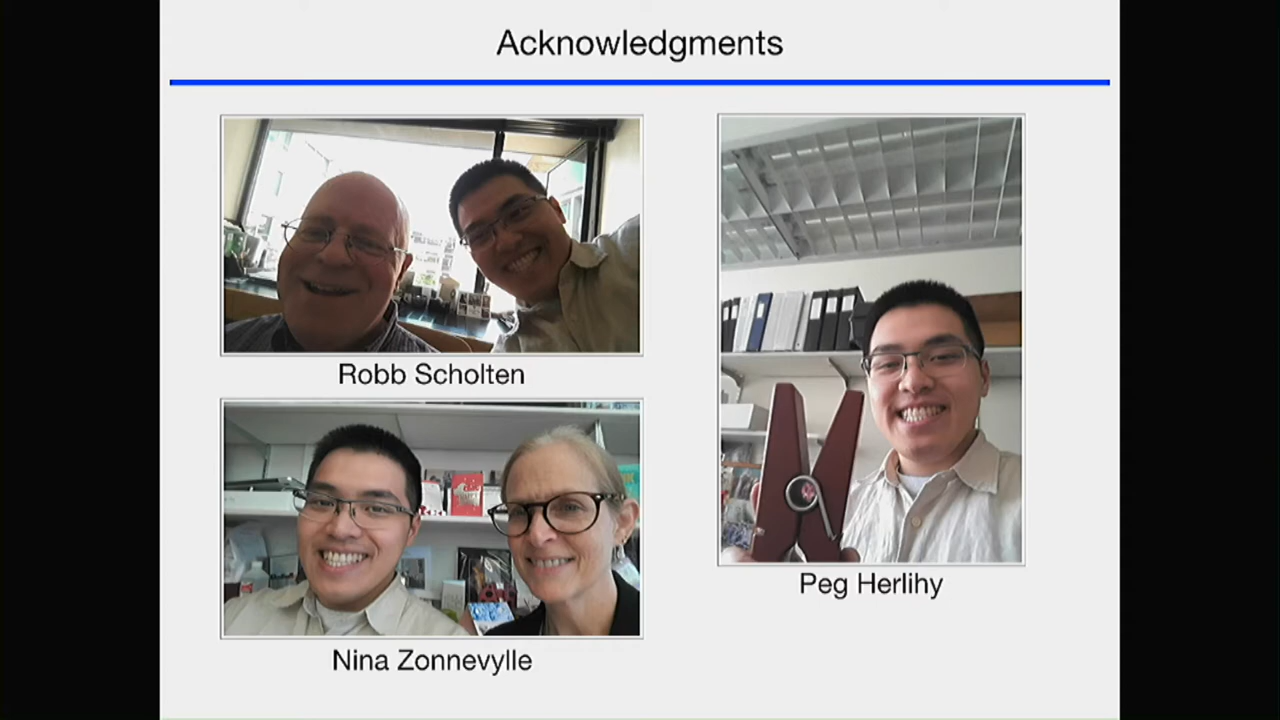 Acknowledgments
Robb Scholten
Nina Zonnevylle
Peg Herlihy